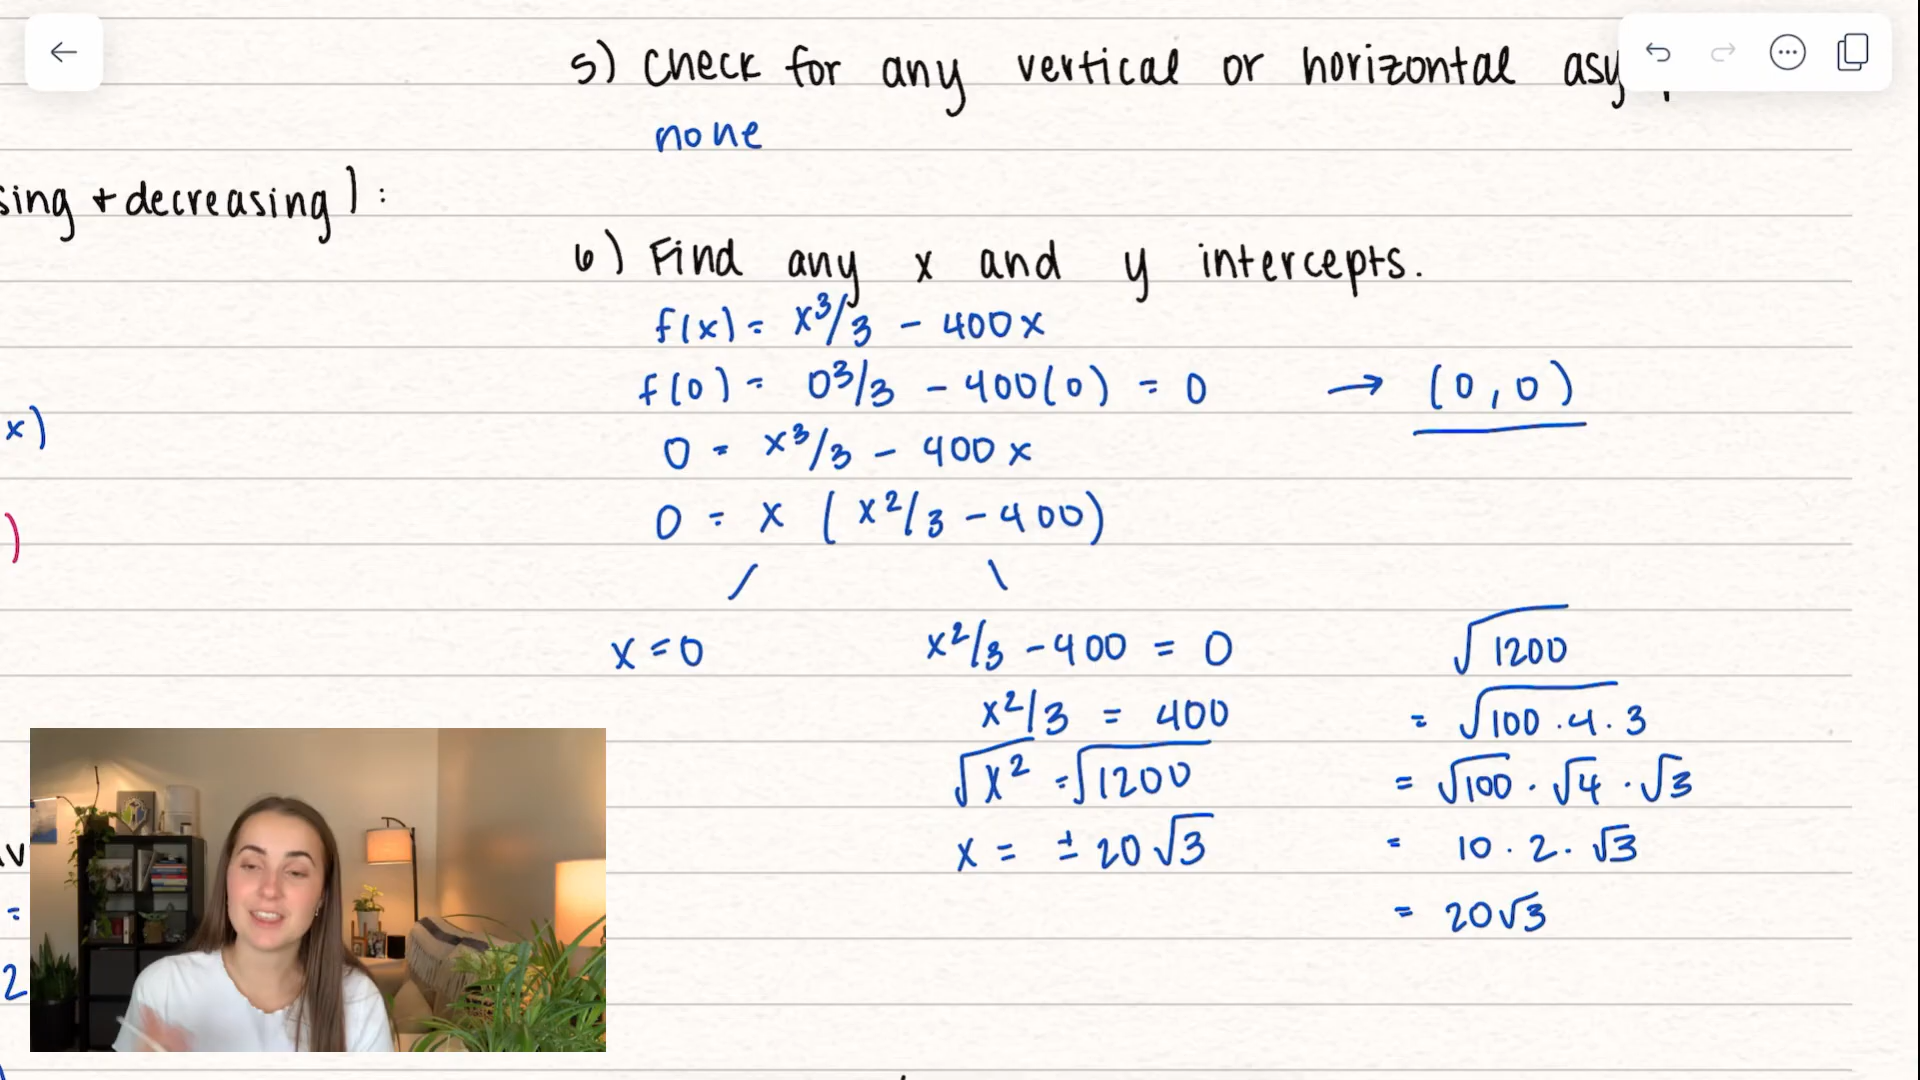 5) Check for any vertical or horizontal
none
sing + decreasing):
6) Find any x and y intercepts.
f(x) = x³/3 - 400x
f(0) = 0³/3 - 400(0) = 0 → (0,0)
x)
0 = x³/3 - 400x
0 = x (x²/3 - 400)
)
x=0
x²/3 - 400 = 0
x²/3 = 400
√x² = √1200
x = ± 20√3
√1200
= √100 · 4 · 3
= √100 · √4 · √3
= 10 · 2 · √3
= 20√3
=
2